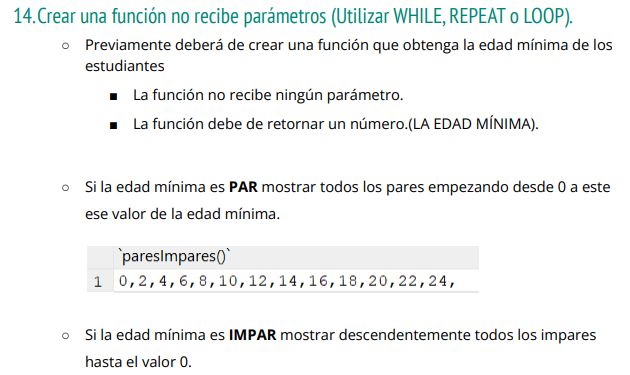 14.Crear una función no recibe parámetros (Utilizar WHILE, REPEAT o LOOP).
○ Previamente deberá de crear una función que obtenga la edad mínima de los
estudiantes
■ La función no recibe ningún parámetro.
■ La función debe de retornar un número.(LA EDAD MÍNIMA).
○ Si la edad mínima es PAR mostrar todos los pares empezando desde 0 a este
ese valor de la edad mínima.
`paresImpares()`
1 0,2,4,6,8,10,12,14,16,18,20,22,24,
○ Si la edad mínima es IMPAR mostrar descendentemente todos los impares
hasta el valor 0.